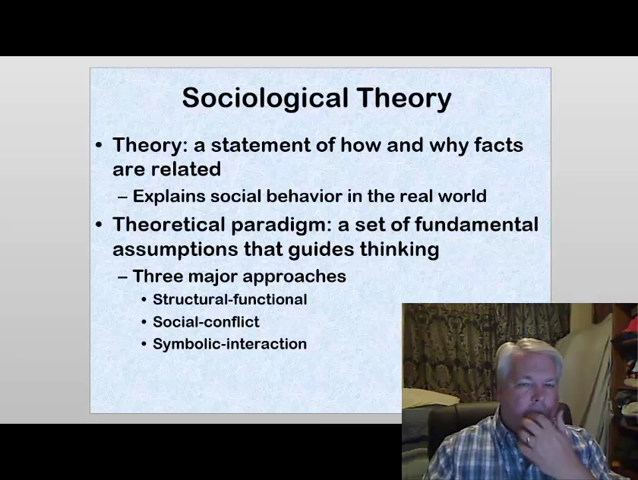 Sociological Theory
• Theory: a statement of how and why facts
are related
– Explains social behavior in the real world
• Theoretical paradigm: a set of fundamental
assumptions that guides thinking
– Three major approaches
• Structural-functional
• Social-conflict
• Symbolic-interaction